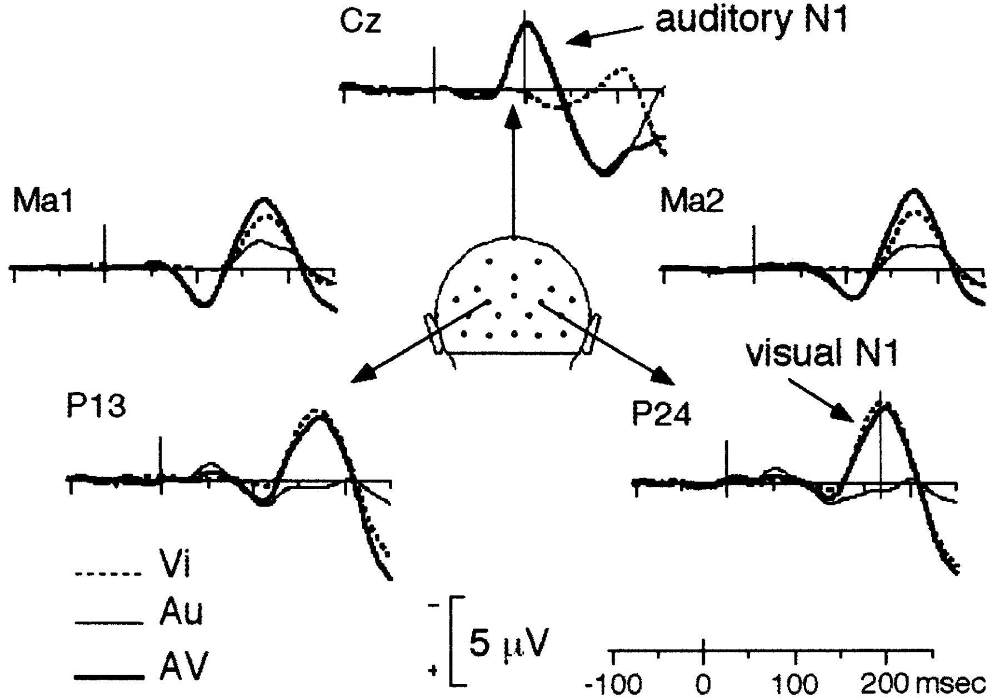 Cz
auditory N1
Ma1
Ma2
visual N1
P13
P24
Vi
Au
AV
−
5 μV
+
-100 0 100 200 msec